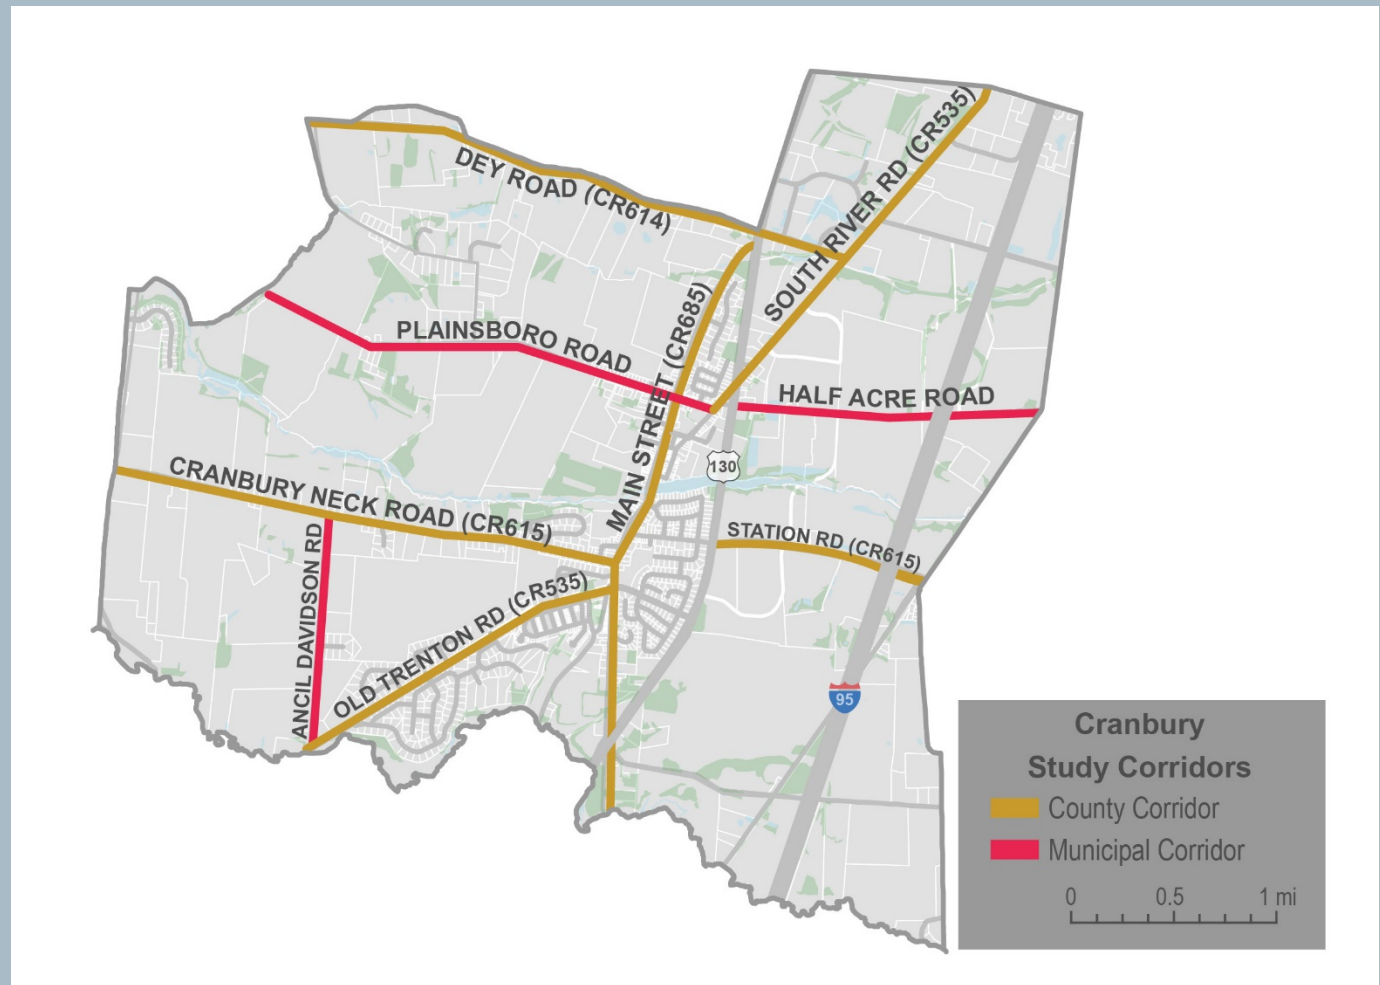 DEY ROAD (CR614)
SOUTH RIVER RD (CR535)
PLAINSBORO ROAD
MAIN STREET (CR685)
HALF ACRE ROAD
130
CRANBURY NECK ROAD (CR615)
STATION RD (CR615)
ANCIL DAVIDSON RD
OLD TRENTON RD (CR535)
95
Cranbury
Study Corridors
County Corridor
Municipal Corridor
0 0.5 1 mi